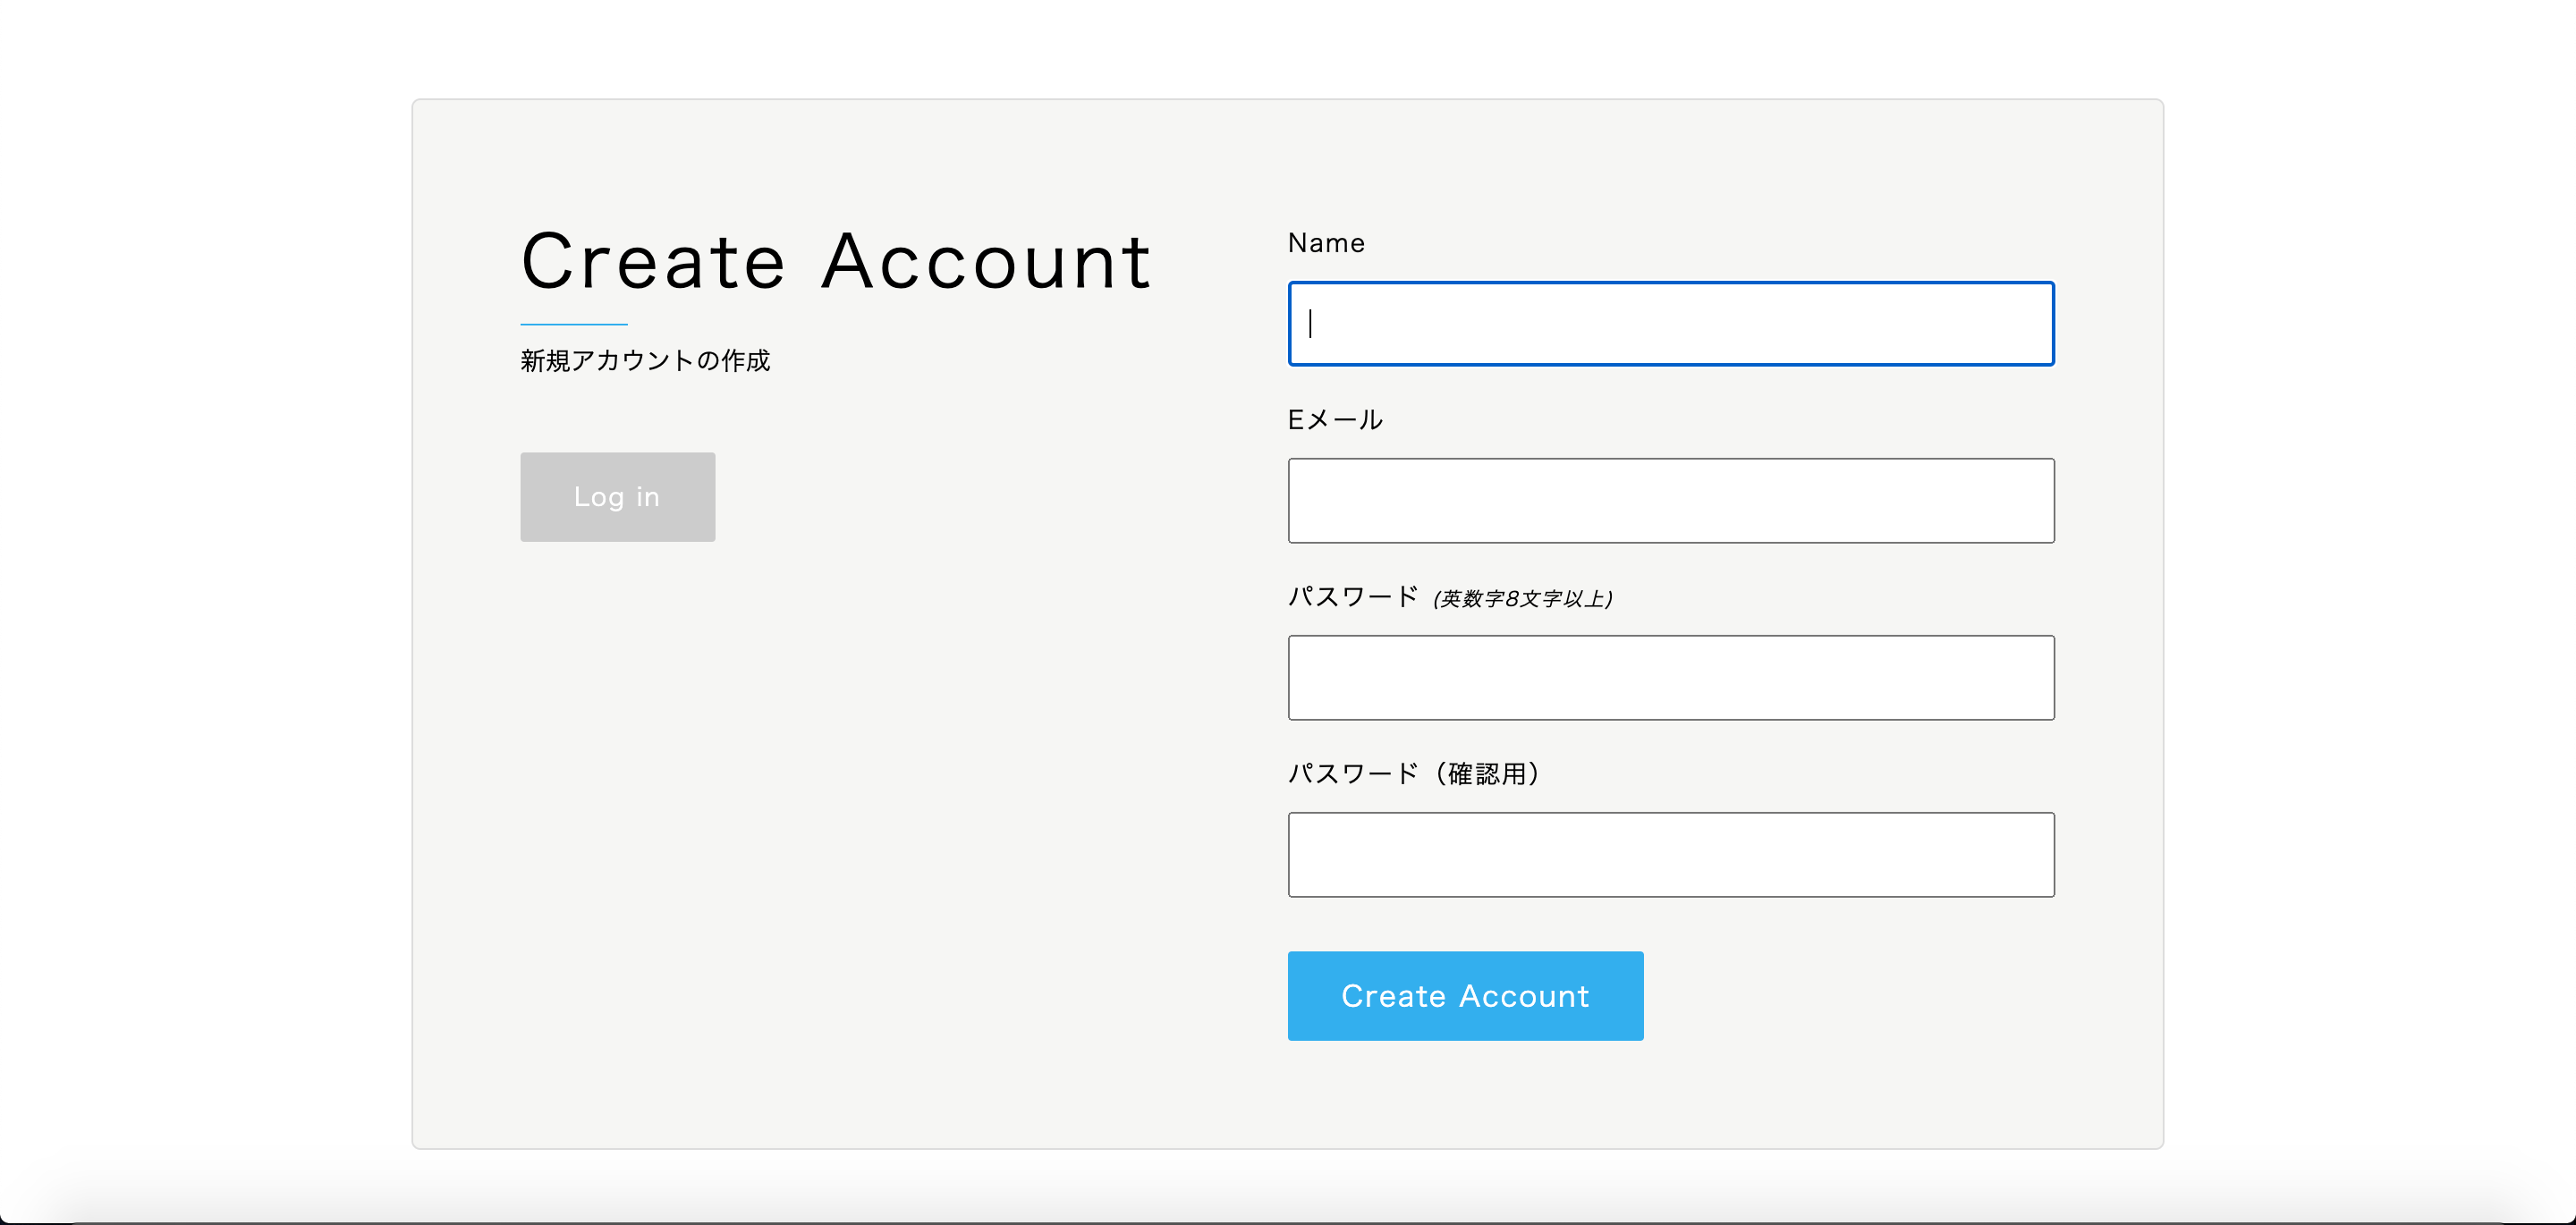 Create Account
新規アカウントの作成
Log in
Name
Eメール
パスワード (英数字8文字以上)
パスワード（確認用）
Create Account